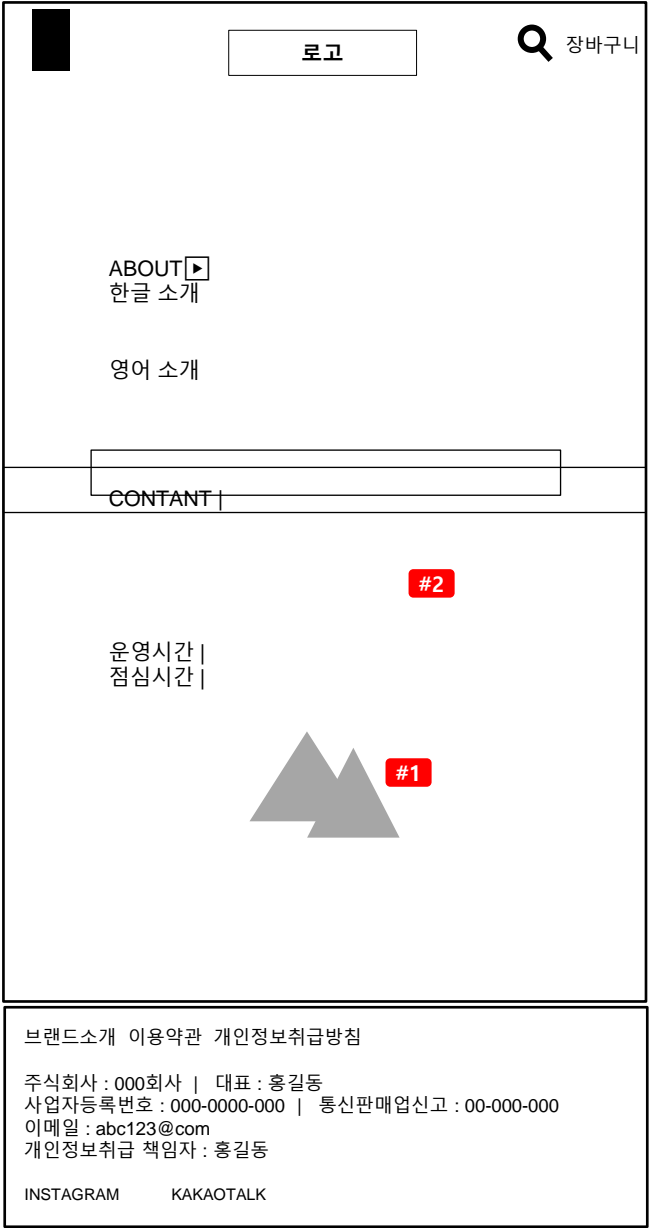 로고
장바구니
ABOUT
한글 소개
영어 소개
CONTANT |
#2
운영시간 |
점심시간 |
#1
브랜드소개 이용약관 개인정보취급방침
주식회사 : 000회사 | 대표 : 홍길동
사업자등록번호 : 000-0000-000 | 통신판매업신고 : 00-000-000
이메일 : abc123@com
개인정보취급 책임자 : 홍길동
INSTAGRAM KAKAOTALK